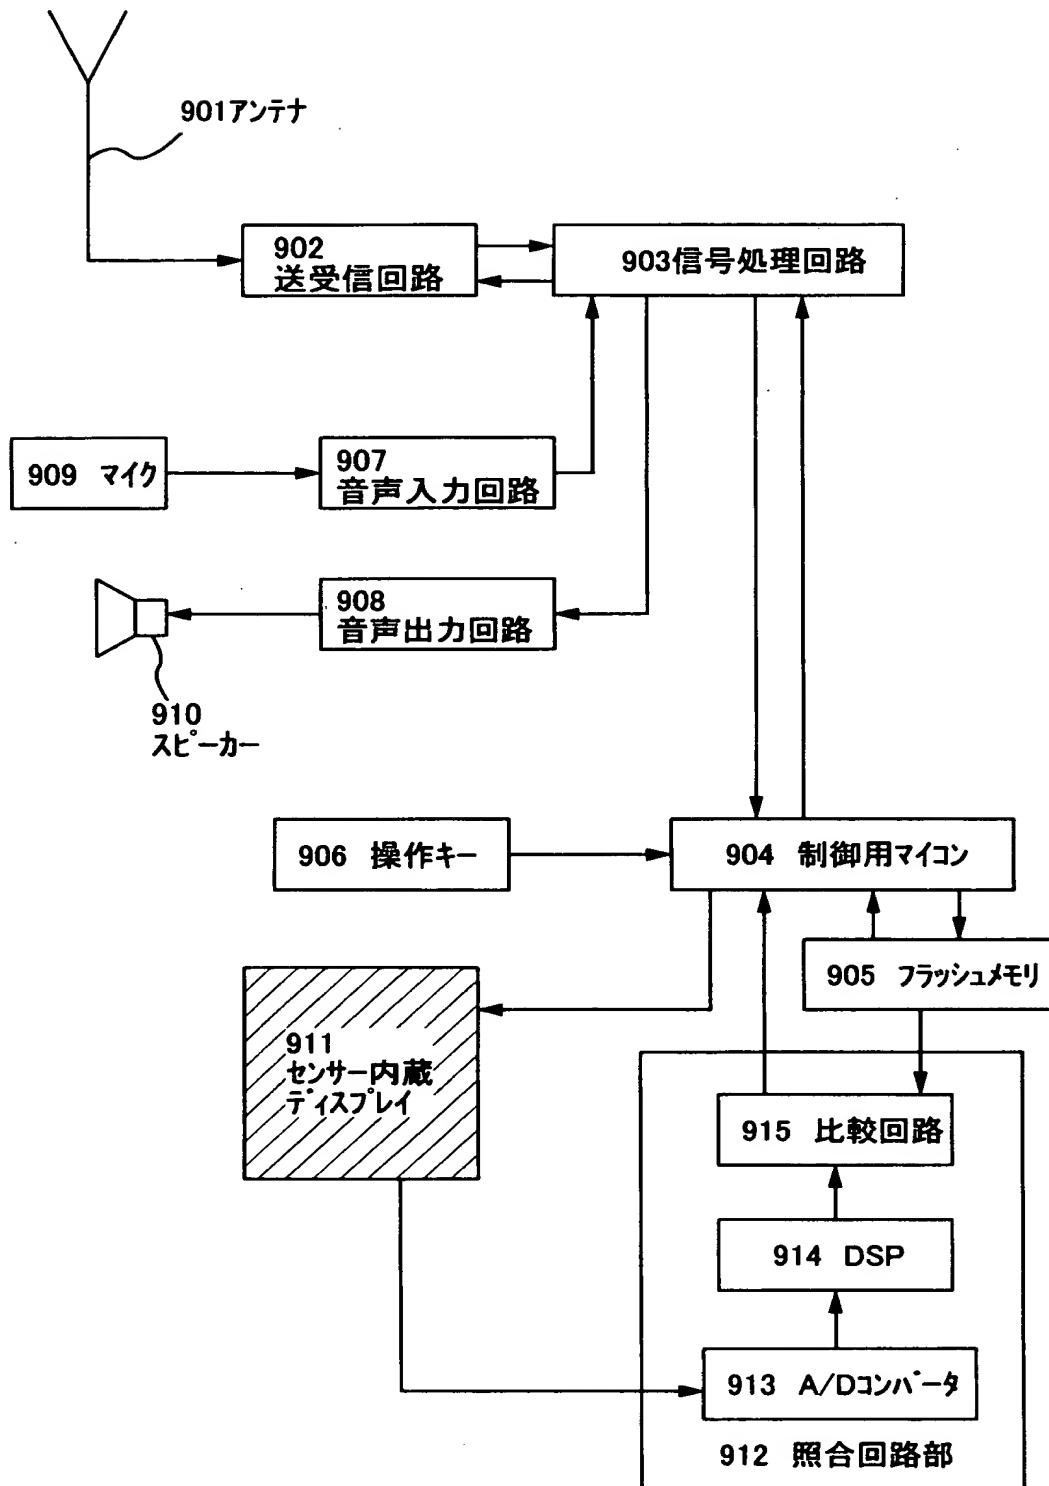 901アンテナ
902
送受信回路
903信号処理回路
909 マイク
907
音声入力回路
908
音声出力回路
910
スピーカー
906 操作キー
904 制御用マイコン
905 フラッシュメモリ
911
センサー内蔵
ディスプレイ
915 比較回路
914 DSP
913 A/Dコンバータ
912 照合回路部